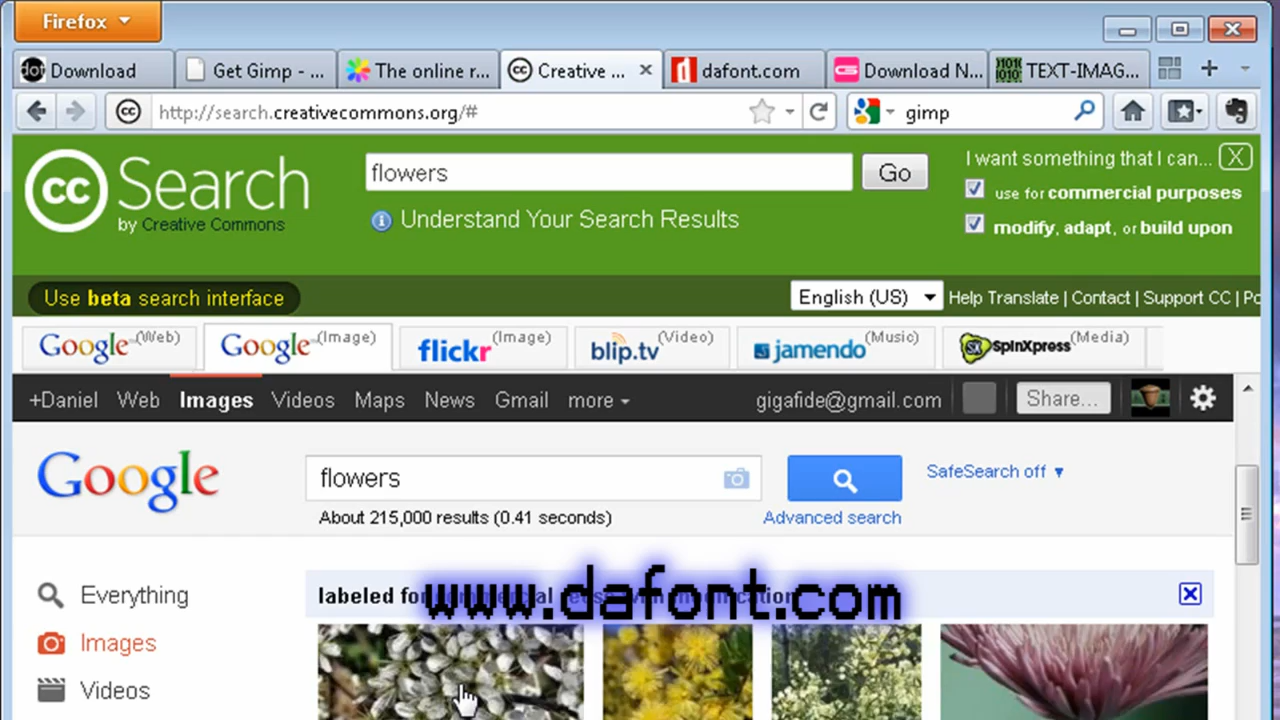 Firefox
dot Download
Get Gimp - ...
The online r...
cc Creative ...
d dafont.com
CS Download N...
TEXT-IMAG...
http://search.creativecommons.org/#
gimp
cc Search
by Creative Commons
flowers
Go
Understand Your Search Results
I want something that I can... X
use for commercial purposes
modify, adapt, or build upon
Use beta search interface
English (US)
Help Translate | Contact | Support CC | Po
Google (Web)
Google (Image)
flickr (Image)
blip.tv (Video)
jamendo (Music)
SpinXpress (Media)
+Daniel Web Images Videos Maps News Gmail more
gigafide@gmail.com
Share...
Google
flowers
SafeSearch off
About 215,000 results (0.41 seconds)
Advanced search
Everything
labeled for
www.dafont.com
Images
Videos